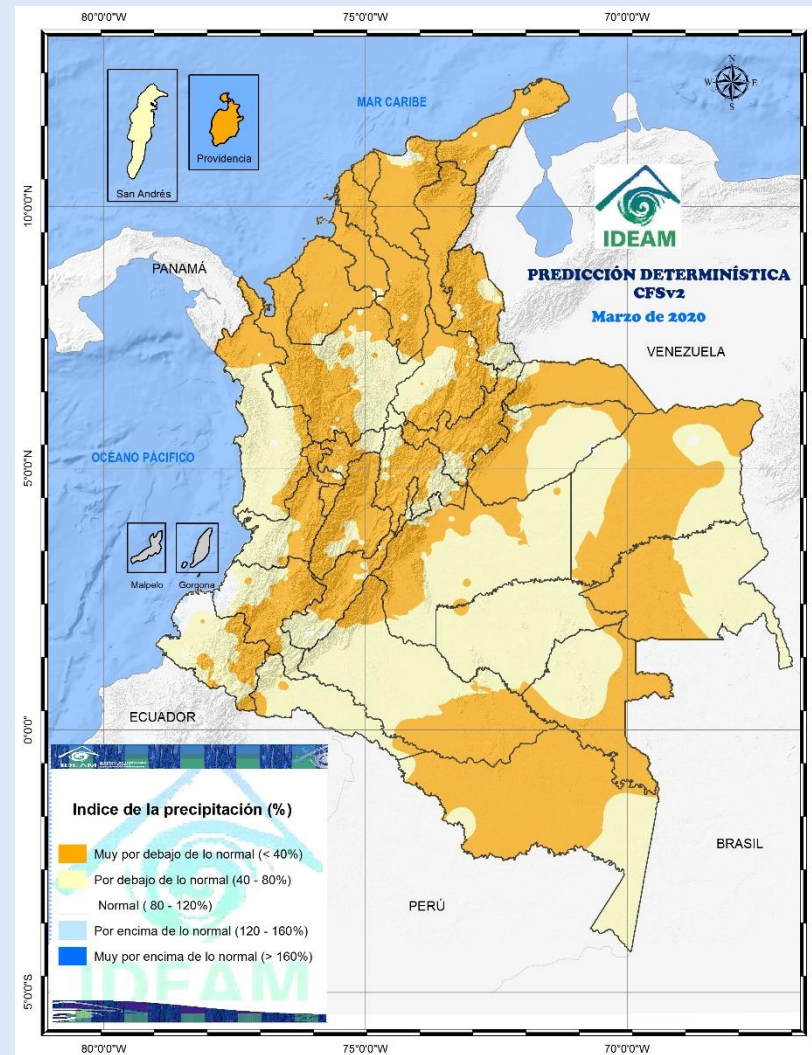 80°0'0"W
75°0'0"W
70°0'0"W
MAR CARIBE
N
W
E
S
San Andrés
Providencia
10°0'0"N
IDEAM
PANAMÁ
PREDICCIÓN DETERMINÍSTICA
CFSv2
Marzo de 2020
VENEZUELA
OCÉANO PACÍFICO
5°0'0"N
Malpelo
Gorgona
ECUADOR
0°0'0"
IDEAM
Indice de la precipitación (%)
Muy por debajo de lo normal (< 40%)
Por debajo de lo normal (40 - 80%)
Normal ( 80 - 120%)
Por encima de lo normal (120 - 160%)
Muy por encima de lo normal (> 160%)
IDEAM
BRASIL
PERÚ
5°0'0"S
80°0'0"W
75°0'0"W
70°0'0"W